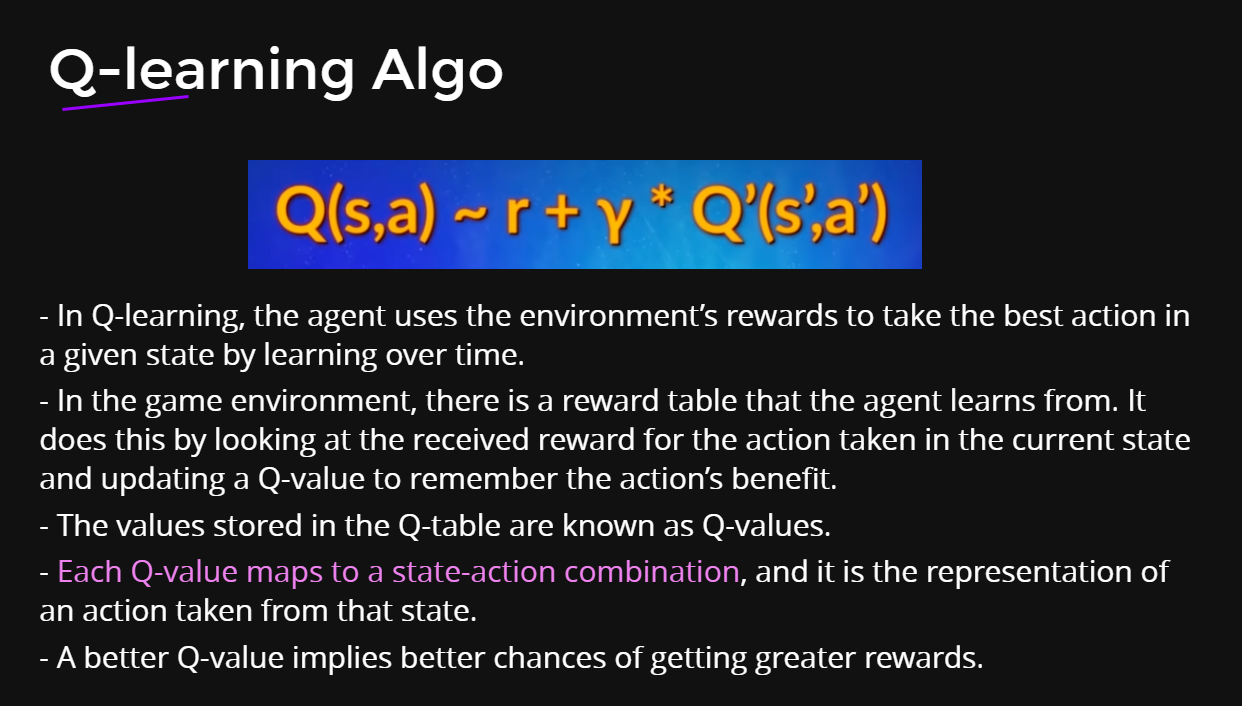 Q-learning Algo
Q(s,a) ~ r + γ * Q’(s’,a’)
- In Q-learning, the agent uses the environment’s rewards to take the best action in
a given state by learning over time.
- In the game environment, there is a reward table that the agent learns from. It
does this by looking at the received reward for the action taken in the current state
and updating a Q-value to remember the action’s benefit.
- The values stored in the Q-table are known as Q-values.
- Each Q-value maps to a state-action combination, and it is the representation of
an action taken from that state.
- A better Q-value implies better chances of getting greater rewards.